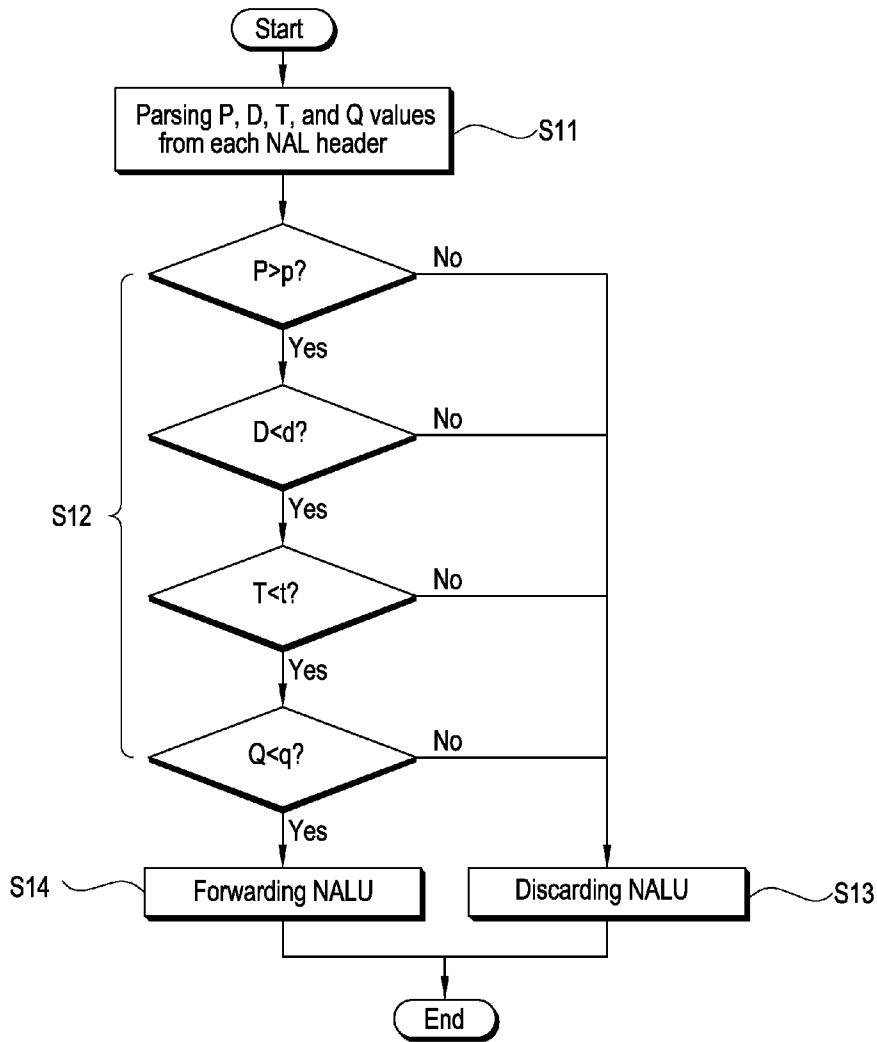 Start
Parsing P, D, T, and Q values
from each NAL header
S11
P>p?
No
Yes
D<d?
No
Yes
S12
T<t?
No
Yes
Q<q?
No
Yes
S14
Forwarding NALU
Discarding NALU
S13
End